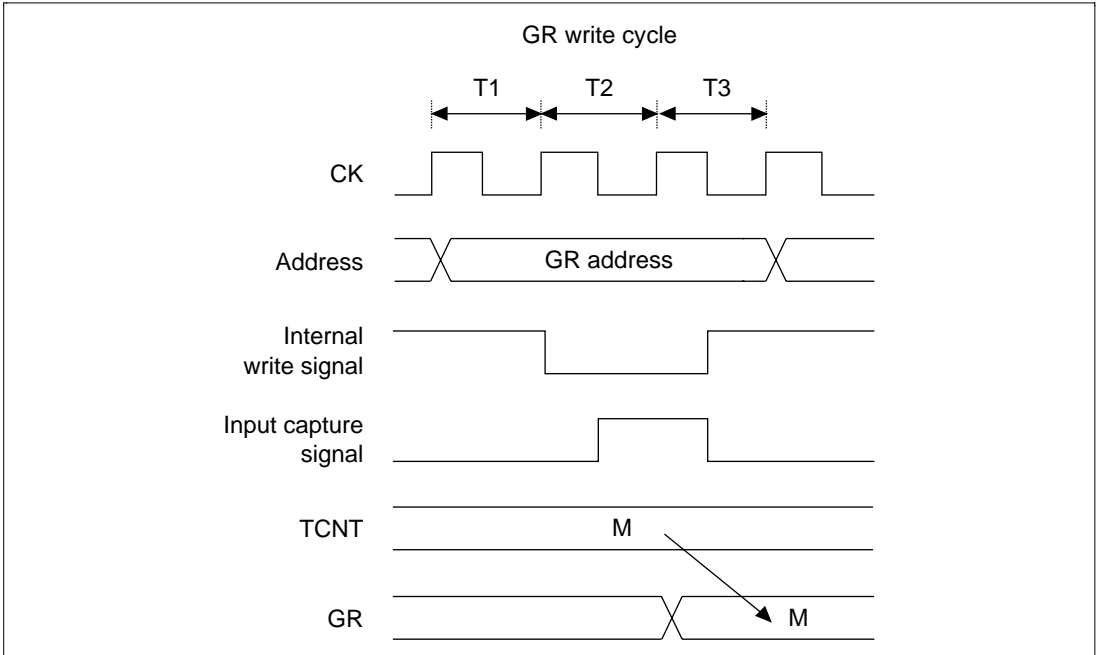 GR write cycle
T1 T2 T3
CK
Address
GR address
Internal
write signal
Input capture
signal
TCNT
M
GR
M